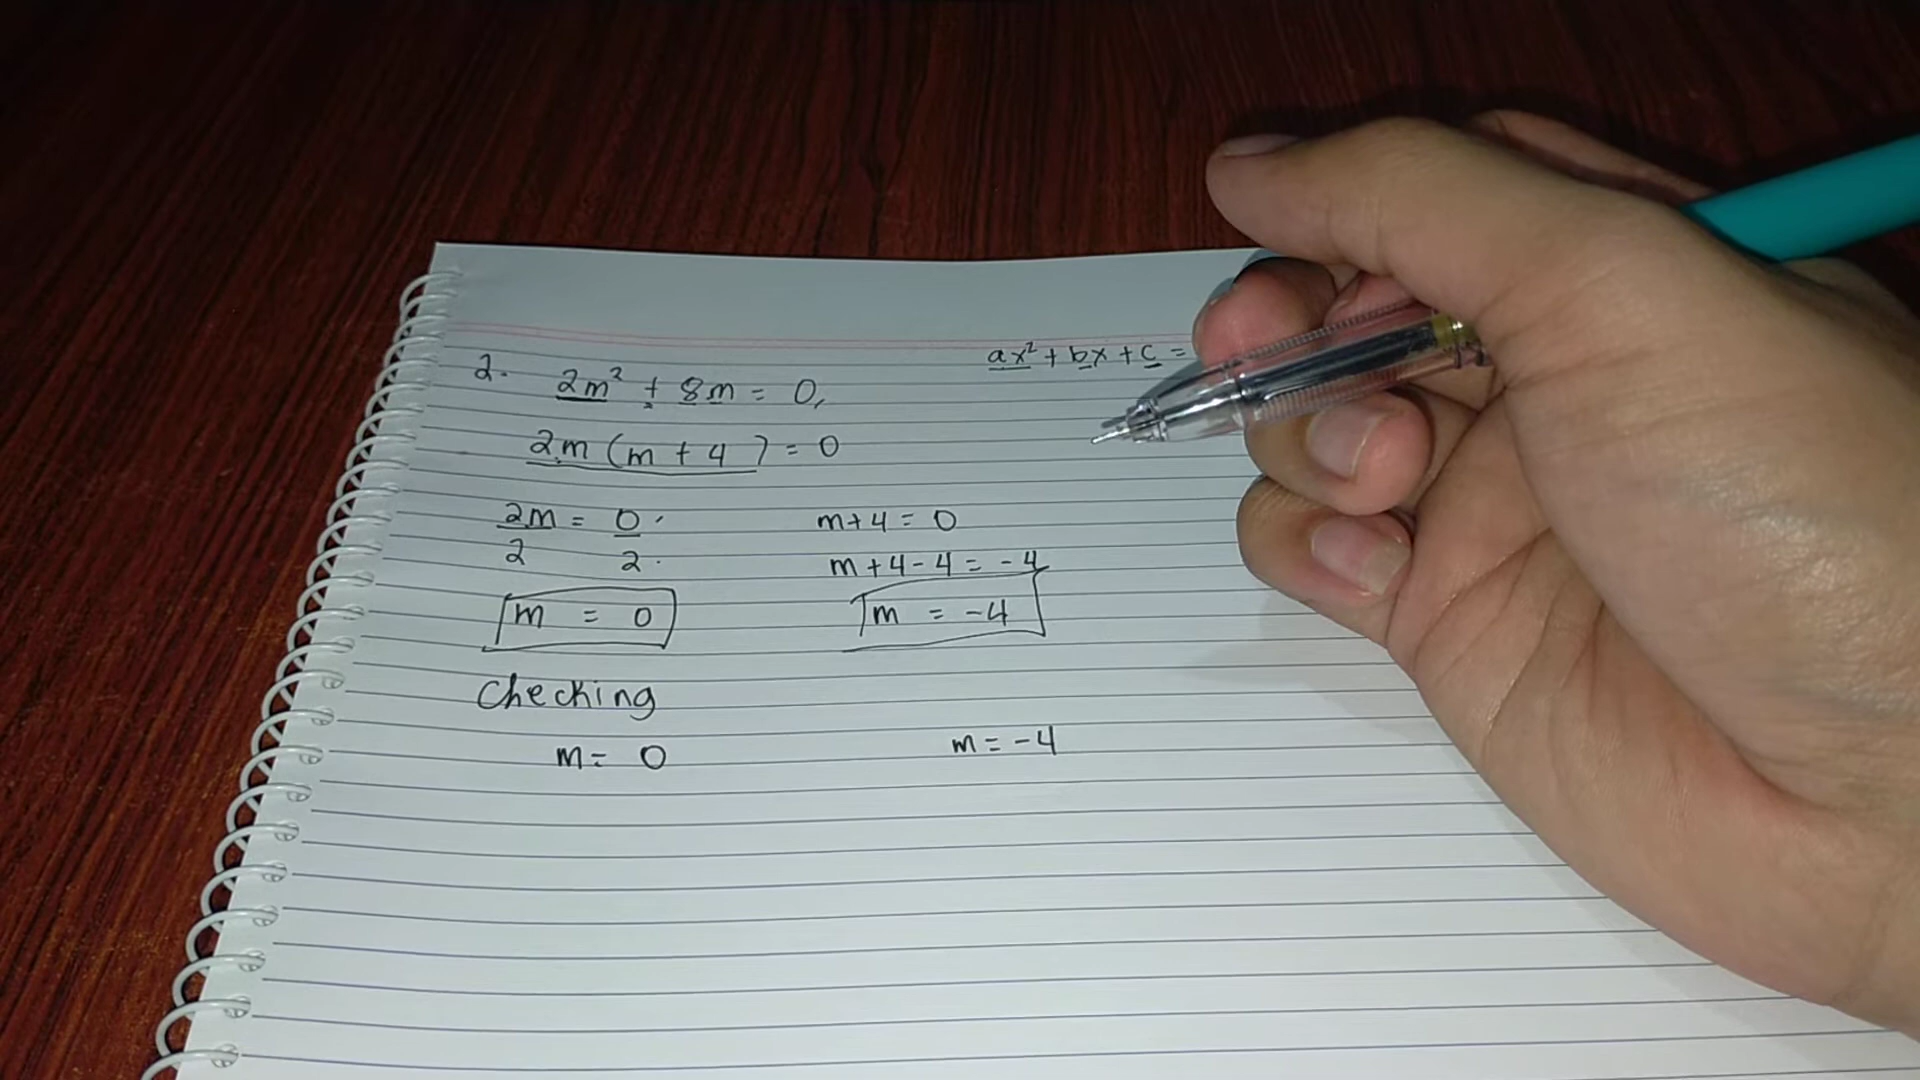 ax² + bx + c =
2. 2m² + 8m = 0,
2m (m + 4) = 0
2m = 0 m+4 = 0
2 2 m+4-4 = -4
m = 0 m = -4
Checking
m = 0 m = -4